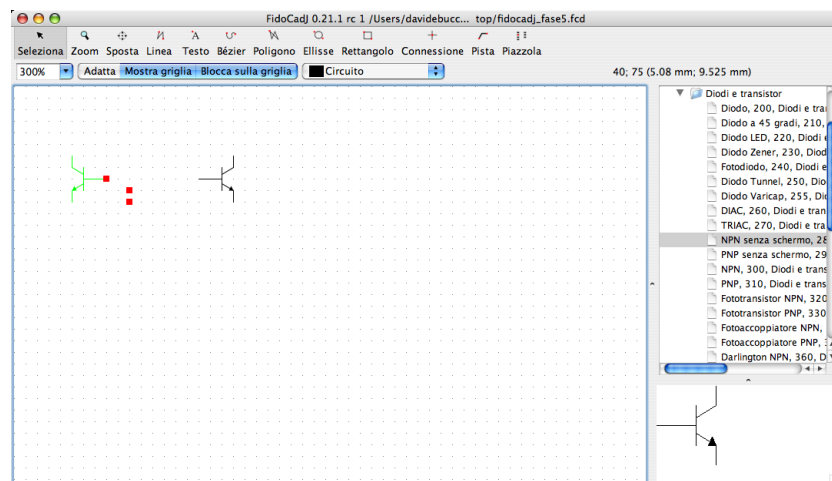 FidoCadJ 0.21.1 rc 1 /Users/davidebucc... top/fidocadj_fase5.fcd
Seleziona Zoom Sposta Linea Testo Bézier Poligono Ellisse Rettangolo Connessione Pista Piazzola
300% Adatta Mostra griglia Blocca sulla griglia Circuito 40; 75 (5.08 mm; 9.525 mm)
Diodi e transistor
Diodo, 200, Diodi e tra
Diodo a 45 gradi, 210,
Diodo LED, 220, Diodi e
Diodo Zener, 230, Diod
Fotodiodo, 240, Diodi e
Diodo Tunnel, 250, Dio
Diodo Varicap, 255, Dio
DIAC, 260, Diodi e tran
TRIAC, 270, Diodi e tra
NPN senza schermo, 28
PNP senza schermo, 29
NPN, 300, Diodi e trans
PNP, 310, Diodi e trans
Fototransistor NPN, 320
Fototransistor PNP, 330
Fotoaccoppiatore NPN,
Fotoaccoppiatore PNP,
Darlington NPN, 360, D